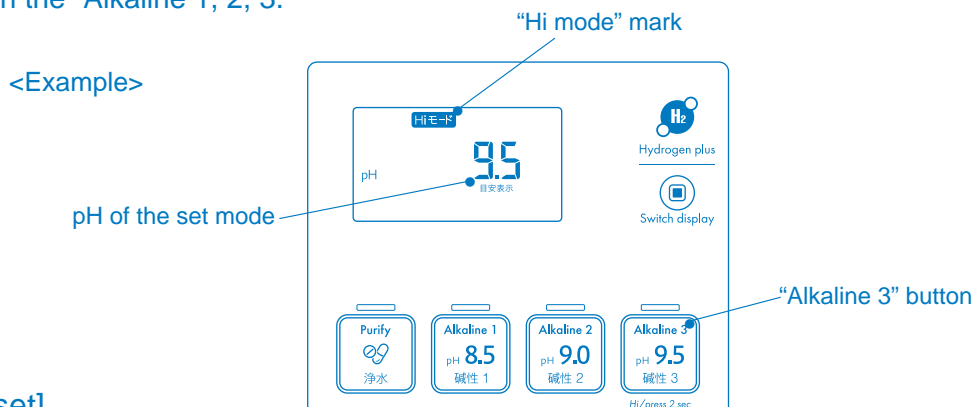 n the "Alkaline 1, 2, 3.
“Hi mode” mark
<Example>
Hiモード
9.5
pH
目安表示
pH of the set mode
H2
Hydrogen plus
Switch display
“Alkaline 3” button
Purify
浄水
Alkaline 1
pH 8.5
碱性 1
Alkaline 2
pH 9.0
碱性 2
Alkaline 3
pH 9.5
碱性 3
Hi/press 2 sec
set]